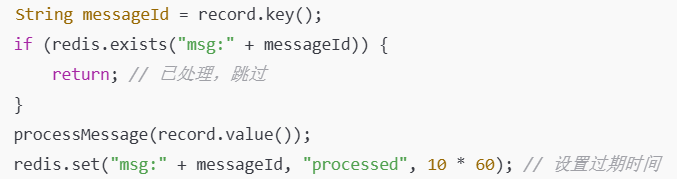 String messageId = record.key();
if (redis.exists("msg:" + messageId)) {
    return; // 已处理，跳过
}
processMessage(record.value());
redis.set("msg:" + messageId, "processed", 10 * 60); // 设置过期时间